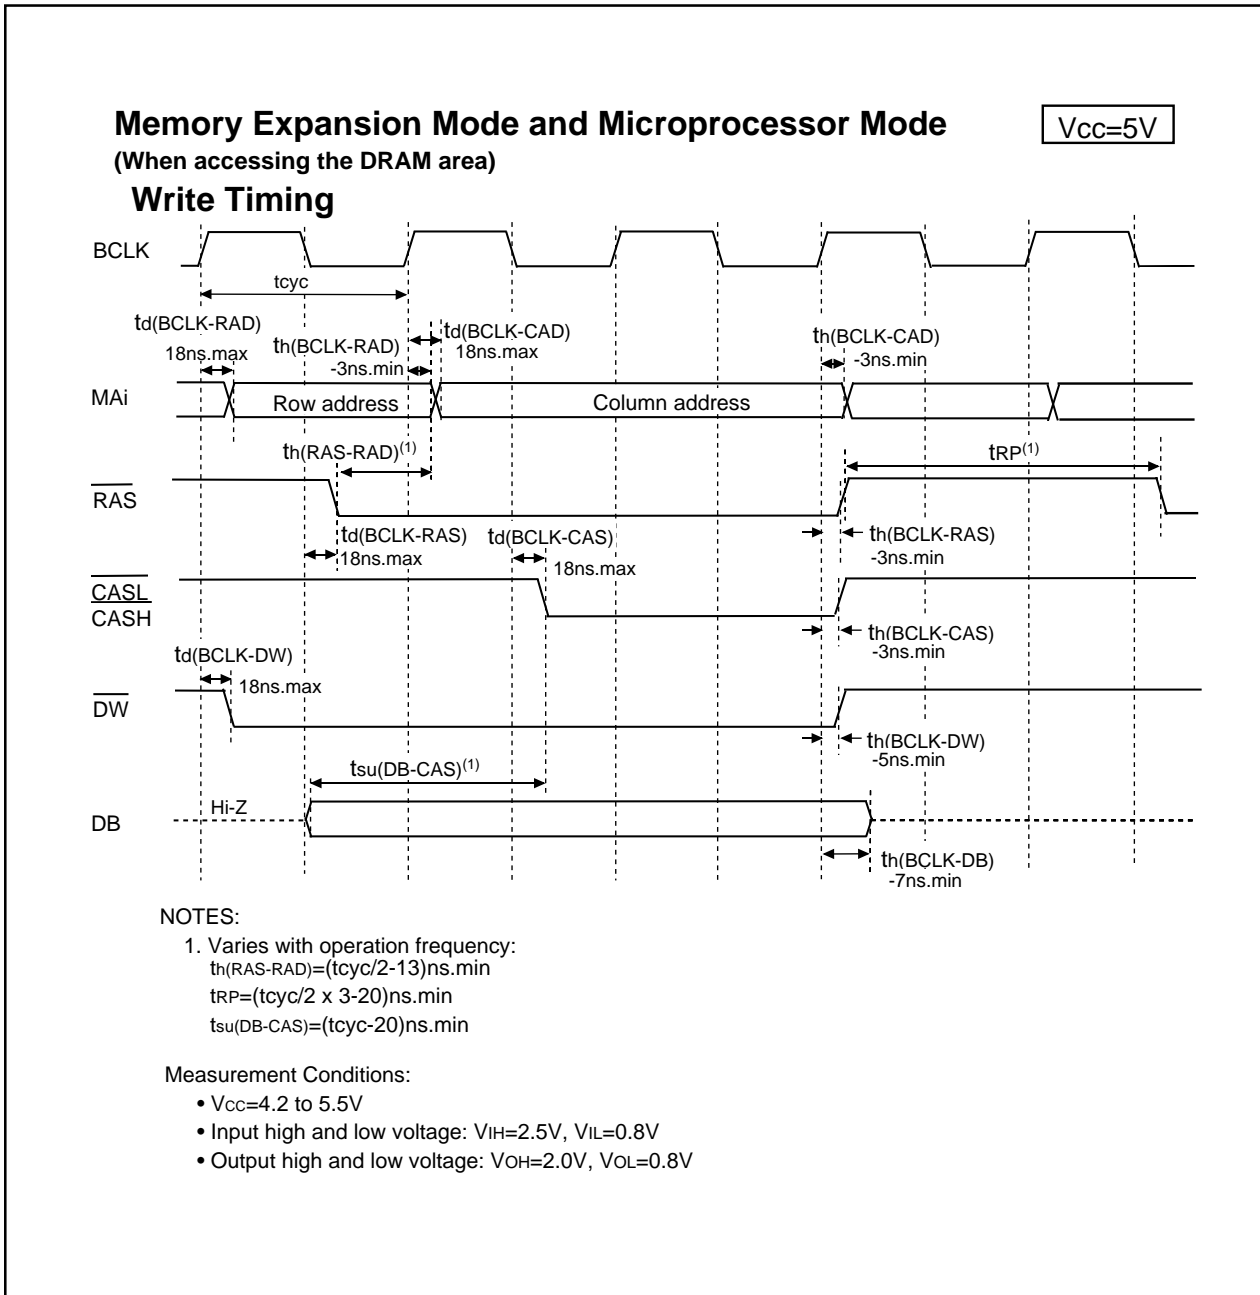 Memory Expansion Mode and Microprocessor Mode
Vcc=5V
(When accessing the DRAM area)
Write Timing
BCLK
tcyc
td(BCLK-RAD)
18ns.max
th(BCLK-RAD)
-3ns.min
td(BCLK-CAD)
18ns.max
th(BCLK-CAD)
-3ns.min
MAi
Row address
Column address
th(RAS-RAD)(1)
tRP(1)
RAS
td(BCLK-RAS)
18ns.max
td(BCLK-CAS)
18ns.max
th(BCLK-RAS)
-3ns.min
CASL
CASH
th(BCLK-CAS)
-3ns.min
td(BCLK-DW)
18ns.max
DW
th(BCLK-DW)
-5ns.min
tsu(DB-CAS)(1)
DB
Hi-Z
th(BCLK-DB)
-7ns.min
NOTES:
1. Varies with operation frequency:
th(RAS-RAD)=(tcyc/2-13)ns.min
tRP=(tcyc/2 x 3-20)ns.min
tsu(DB-CAS)=(tcyc-20)ns.min
Measurement Conditions:
• VCC=4.2 to 5.5V
• Input high and low voltage: VIH=2.5V, VIL=0.8V
• Output high and low voltage: VOH=2.0V, VOL=0.8V